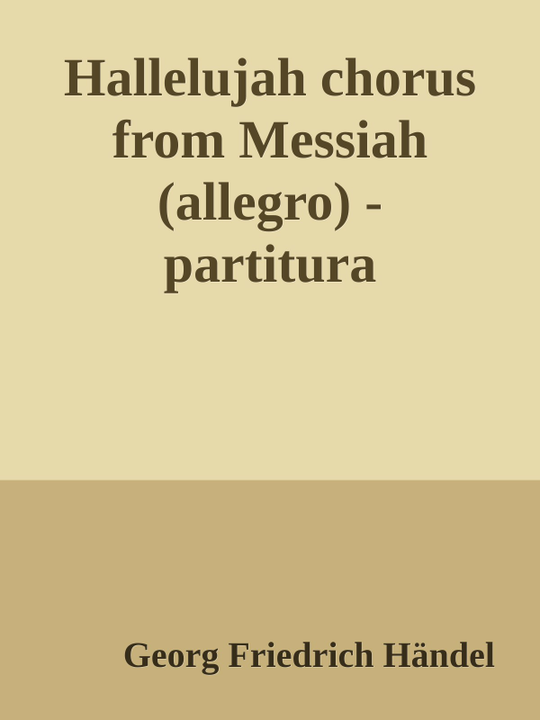 Hallelujah chorus
from Messiah
(allegro) -
partitura
Georg Friedrich Händel